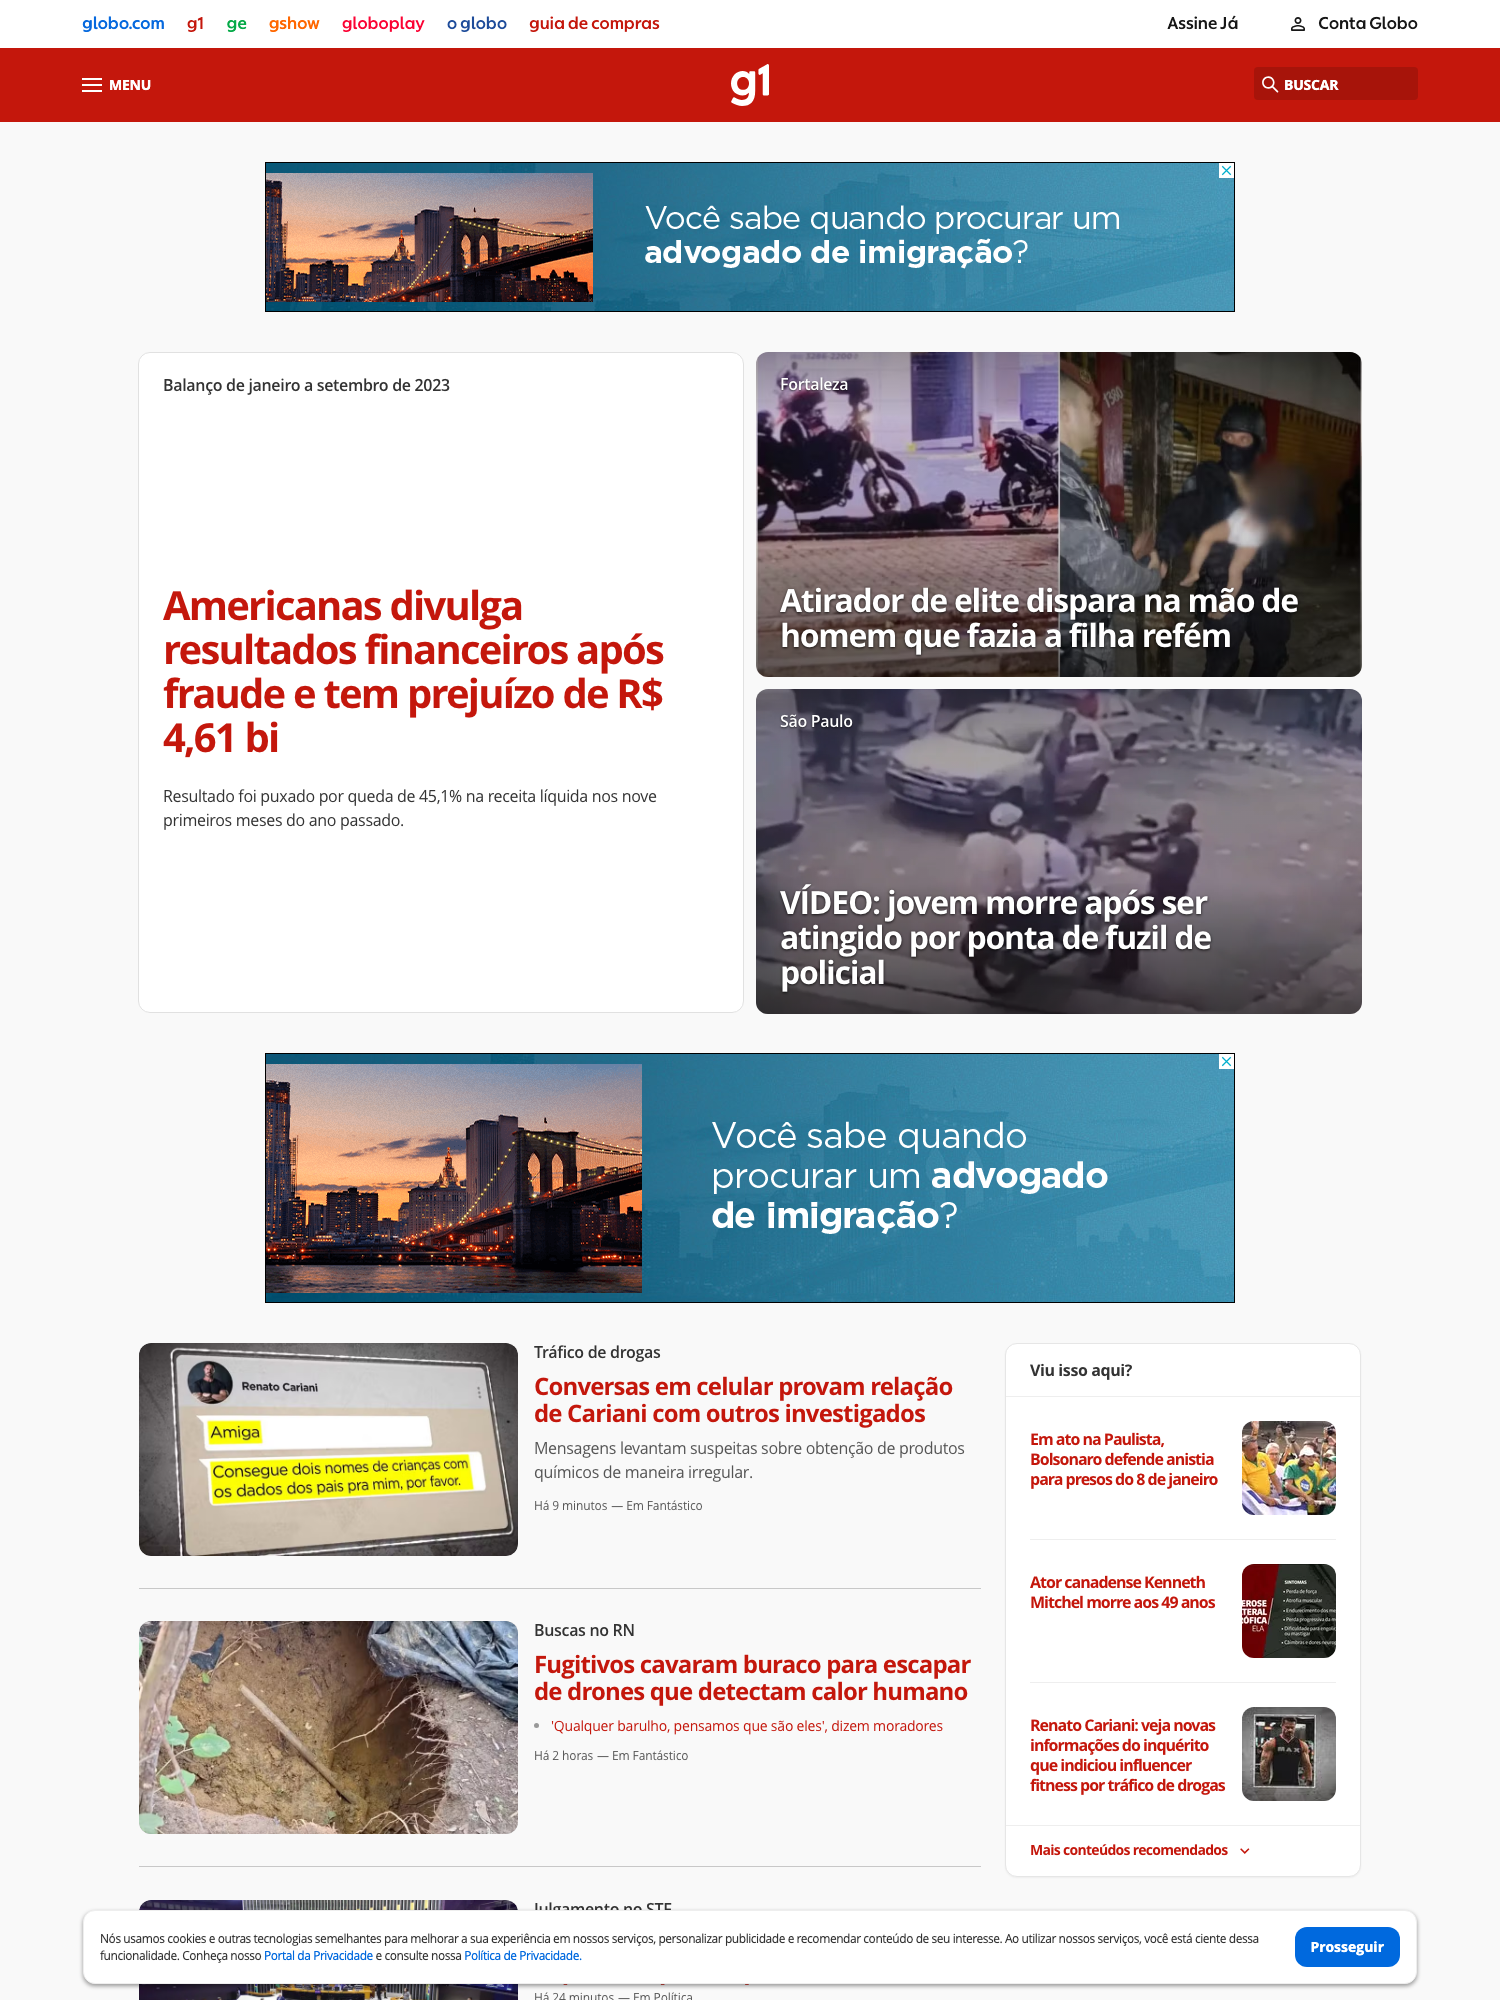 globo.com g1 ge gshow globoplay o globo guia de compras Assine Já Conta Globo
MENU g1 BUSCAR
Você sabe quando procurar um
advogado de imigração?
Balanço de janeiro a setembro de 2023
Americanas divulga
resultados financeiros após
fraude e tem prejuízo de R$
4,61 bi
Resultado foi puxado por queda de 45,1% na receita líquida nos nove
primeiros meses do ano passado.
Fortaleza
Atirador de elite dispara na mão de
homem que fazia a filha refém
São Paulo
VÍDEO: jovem morre após ser
atingido por ponta de fuzil de
policial
Você sabe quando
procurar um advogado
de imigração?
Renato Cariani
Amiga
Consegue dois nomes de crianças com
os dados dos pais pra mim, por favor.
Tráfico de drogas
Conversas em celular provam relação
de Cariani com outros investigados
Mensagens levantam suspeitas sobre obtenção de produtos
químicos de maneira irregular.
Há 9 minutos — Em Fantástico
Buscas no RN
Fugitivos cavaram buraco para escapar
de drones que detectam calor humano
'Qualquer barulho, pensamos que são eles', dizem moradores
Há 2 horas — Em Fantástico
Viu isso aqui?
Em ato na Paulista,
Bolsonaro defende anistia
para presos do 8 de janeiro
Ator canadense Kenneth
Mitchel morre aos 49 anos
SINTOMAS
• Perda de força
• Atrofia muscular
ELA
Renato Cariani: veja novas
informações do inquérito
que indiciou influencer
fitness por tráfico de drogas
MAX
Mais conteúdos recomendados
Julgamento no STF
Nós usamos cookies e outras tecnologias semelhantes para melhorar a sua experiência em nossos serviços, personalizar publicidade e recomendar conteúdo de seu interesse. Ao utilizar nossos serviços, você está ciente dessa
funcionalidade. Conheça nosso Portal da Privacidade e consulte nossa Política de Privacidade.
Prosseguir
Há 24 minutos — Em Política